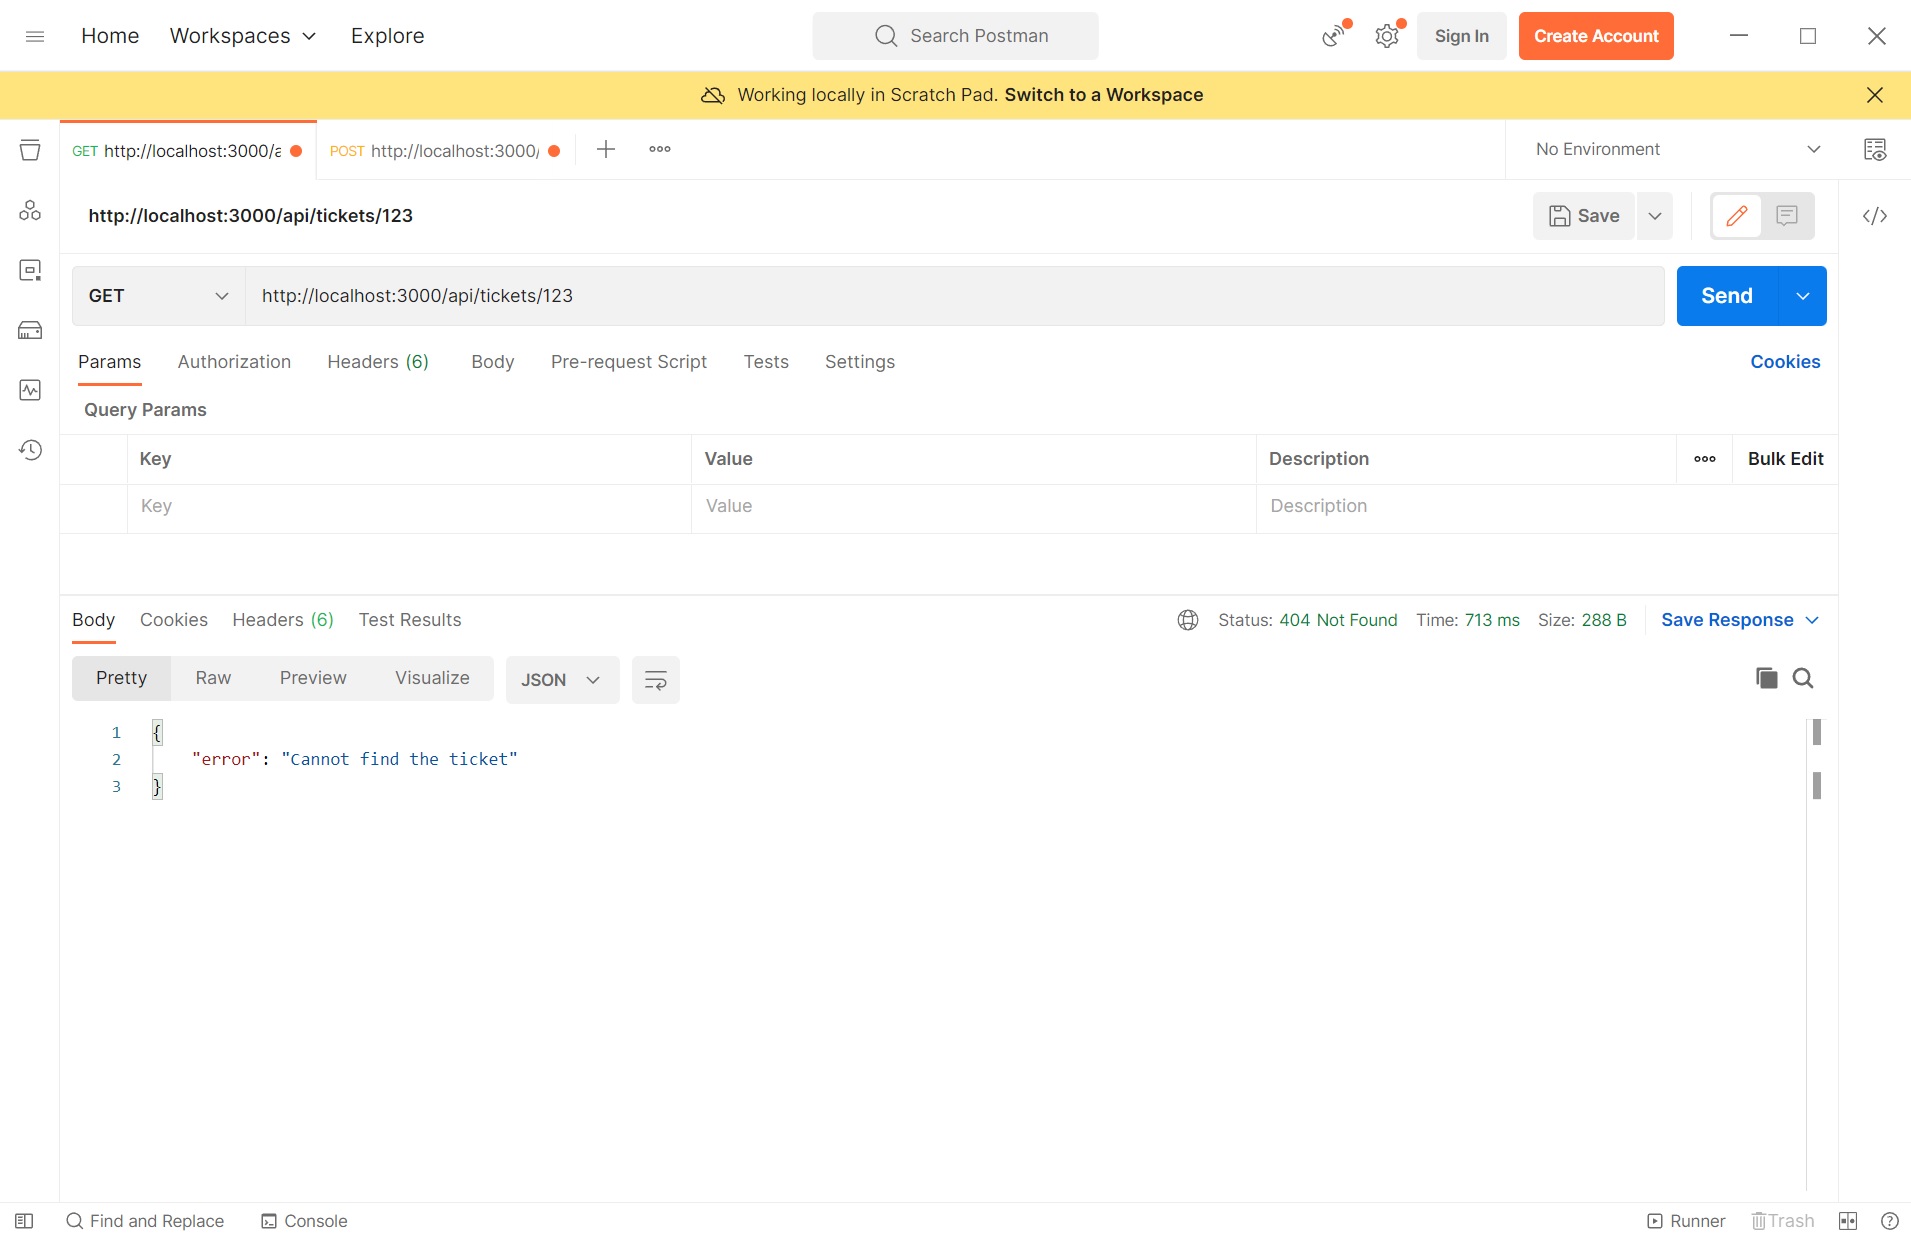 Home Workspaces Explore Search Postman Sign In Create Account
Working locally in Scratch Pad. Switch to a Workspace
GET http://localhost:3000/a POST http://localhost:3000/ No Environment
http://localhost:3000/api/tickets/123 Save
GET http://localhost:3000/api/tickets/123 Send
Params Authorization Headers (6) Body Pre-request Script Tests Settings Cookies
Query Params
Key Value Description Bulk Edit
Key Value Description
Body Cookies Headers (6) Test Results Status: 404 Not Found Time: 713 ms Size: 288 B Save Response
Pretty Raw Preview Visualize JSON
1 {
2 "error": "Cannot find the ticket"
3 }
Find and Replace Console Runner Trash